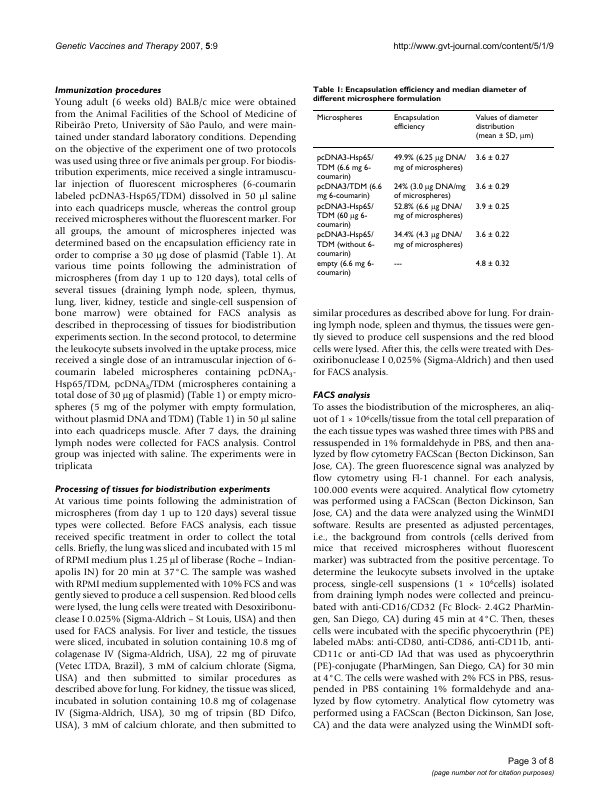 Genetic Vaccines and Therapy 2007, 5:9
http://www.gvt-journal.com/content/5/1/9
Immunization procedures
Young adult (6 weeks old) BALB/c mice were obtained
from the Animal Facilities of the School of Medicine of
Ribeirão Preto, University of São Paulo, and were main-
tained under standard laboratory conditions. Depending
on the objective of the experiment one of two protocols
was used using three or five animals per group. For biodis-
tribution experiments, mice received a single intramuscu-
lar injection of fluorescent microspheres (6-coumarin
labeled pcDNA3-Hsp65/TDM) dissolved in 50 μl saline
into each quadriceps muscle, whereas the control group
received microspheres without the fluorescent marker. For
all groups, the amount of microspheres injected was
determined based on the encapsulation efficiency rate in
order to comprise a 30 μg dose of plasmid (Table 1). At
various time points following the administration of
microspheres (from day 1 up to 120 days), total cells of
several tissues (draining lymph node, spleen, thymus,
lung, liver, kidney, testicle and single-cell suspension of
bone marrow) were obtained for FACS analysis as
described in theprocessing of tissues for biodistribution
experiments section. In the second protocol, to determine
the leukocyte subsets involved in the uptake process, mice
received a single dose of an intramuscular injection of 6-
coumarin labeled microspheres containing pcDNA3-
Hsp65/TDM, pcDNA3/TDM (microspheres containing a
total dose of 30 μg of plasmid) (Table 1) or empty micro-
spheres (5 mg of the polymer with empty formulation,
without plasmid DNA and TDM) (Table 1) in 50 μl saline
into each quadriceps muscle. After 7 days, the draining
lymph nodes were collected for FACS analysis. Control
group was injected with saline. The experiments were in
triplicata
Processing of tissues for biodistribution experiments
At various time points following the administration of
microspheres (from day 1 up to 120 days) several tissue
types were collected. Before FACS analysis, each tissue
received specific treatment in order to collect the total
cells. Briefly, the lung was sliced and incubated with 15 ml
of RPMI medium plus 1.25 μl of liberase (Roche – Indian-
apolis IN) for 20 min at 37°C. The sample was washed
with RPMI medium supplemented with 10% FCS and was
gently sieved to produce a cell suspension. Red blood cells
were lysed, the lung cells were treated with Desoxiribonu-
clease I 0.025% (Sigma-Aldrich – St Louis, USA) and then
used for FACS analysis. For liver and testicle, the tissues
were sliced, incubated in solution containing 10.8 mg of
colagenase IV (Sigma-Aldrich, USA), 22 mg of piruvate
(Vetec LTDA, Brazil), 3 mM of calcium chlorate (Sigma,
USA) and then submitted to similar procedures as
described above for lung. For kidney, the tissue was sliced,
incubated in solution containing 10.8 mg of colagenase
IV (Sigma-Aldrich, USA), 30 mg of tripsin (BD Difco,
USA), 3 mM of calcium chlorate, and then submitted to
Table 1: Encapsulation efficiency and median diameter of
different microsphere formulation
Microspheres
Encapsulation
efficiency
Values of diameter
distribution
(mean ± SD, μm)
pcDNA3-Hsp65/
TDM (6.6 mg 6-
coumarin)
49.9% (6.25 μg DNA/
mg of microspheres)
3.6 ± 0.27
pcDNA3/TDM (6.6
mg 6-coumarin)
24% (3.0 μg DNA/mg
of microspheres)
3.6 ± 0.29
pcDNA3-Hsp65/
TDM (60 μg 6-
coumarin)
52.8% (6.6 μg DNA/
mg of microspheres)
3.9 ± 0.25
pcDNA3-Hsp65/
TDM (without 6-
coumarin)
34.4% (4.3 μg DNA/
mg of microspheres)
3.6 ± 0.22
empty (6.6 mg 6-
coumarin)
---
4.8 ± 0.32
similar procedures as described above for lung. For drain-
ing lymph node, spleen and thymus, the tissues were gen-
tly sieved to produce cell suspensions and the red blood
cells were lysed. After this, the cells were treated with Des-
oxiribonuclease I 0,025% (Sigma-Aldrich) and then used
for FACS analysis.
FACS analysis
To asses the biodistribution of the microspheres, an aliq-
uot of 1 × 10⁶cells/tissue from the total cell preparation of
the each tissue types was washed three times with PBS and
ressuspended in 1% formaldehyde in PBS, and then ana-
lyzed by flow cytometry FACScan (Becton Dickinson, San
Jose, CA). The green fluorescence signal was analyzed by
flow cytometry using Fl-1 channel. For each analysis,
100.000 events were acquired. Analytical flow cytometry
was performed using a FACScan (Becton Dickinson, San
Jose, CA) and the data were analyzed using the WinMDI
software. Results are presented as adjusted percentages,
i.e., the background from controls (cells derived from
mice that received microspheres without fluorescent
marker) was subtracted from the positive percentage. To
determine the leukocyte subsets involved in the uptake
process, single-cell suspensions (1 × 10⁶cells) isolated
from draining lymph nodes were collected and preincu-
bated with anti-CD16/CD32 (Fc Block- 2.4G2 PharMin-
gen, San Diego, CA) during 45 min at 4°C. Then, theses
cells were incubated with the specific phycoerythrin (PE)
labeled mAbs: anti-CD80, anti-CD86, anti-CD11b, anti-
CD11c or anti-CD IAd that was used as phycoerythrin
(PE)-conjugate (PharMingen, San Diego, CA) for 30 min
at 4°C. The cells were washed with 2% FCS in PBS, resus-
pended in PBS containing 1% formaldehyde and ana-
lyzed by flow cytometry. Analytical flow cytometry was
performed using a FACScan (Becton Dickinson, San Jose,
CA) and the data were analyzed using the WinMDI soft-
Page 3 of 8
(page number not for citation purposes)